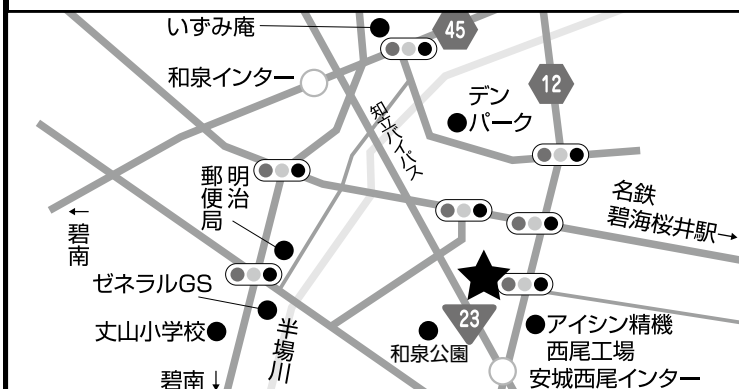 いずみ庵
45
和泉インター
12
デン
パーク
知立バイパス
明治
郵便局
名鉄
碧海桜井駅→
←
碧南
ゼネラルGS
23
丈山小学校
半場川
和泉公園
アイシン精機
西尾工場
碧南↓
安城西尾インター